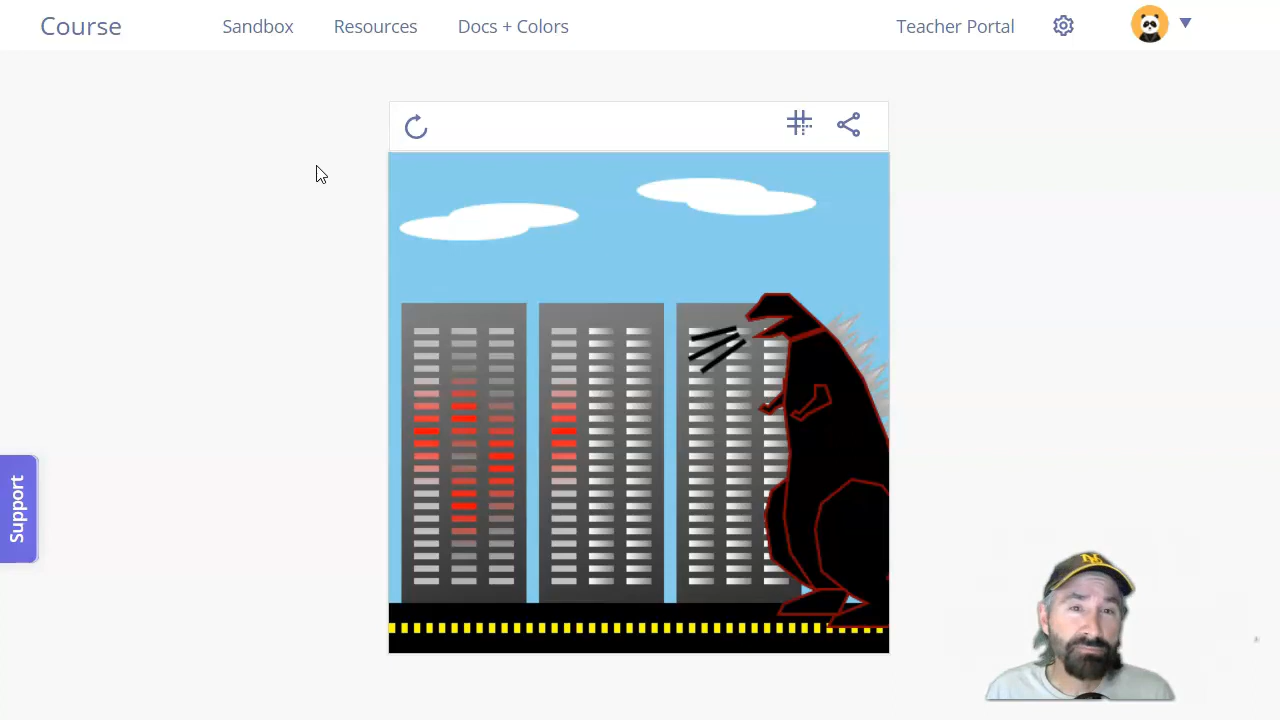 Course
Sandbox
Resources
Docs + Colors
Teacher Portal
Support